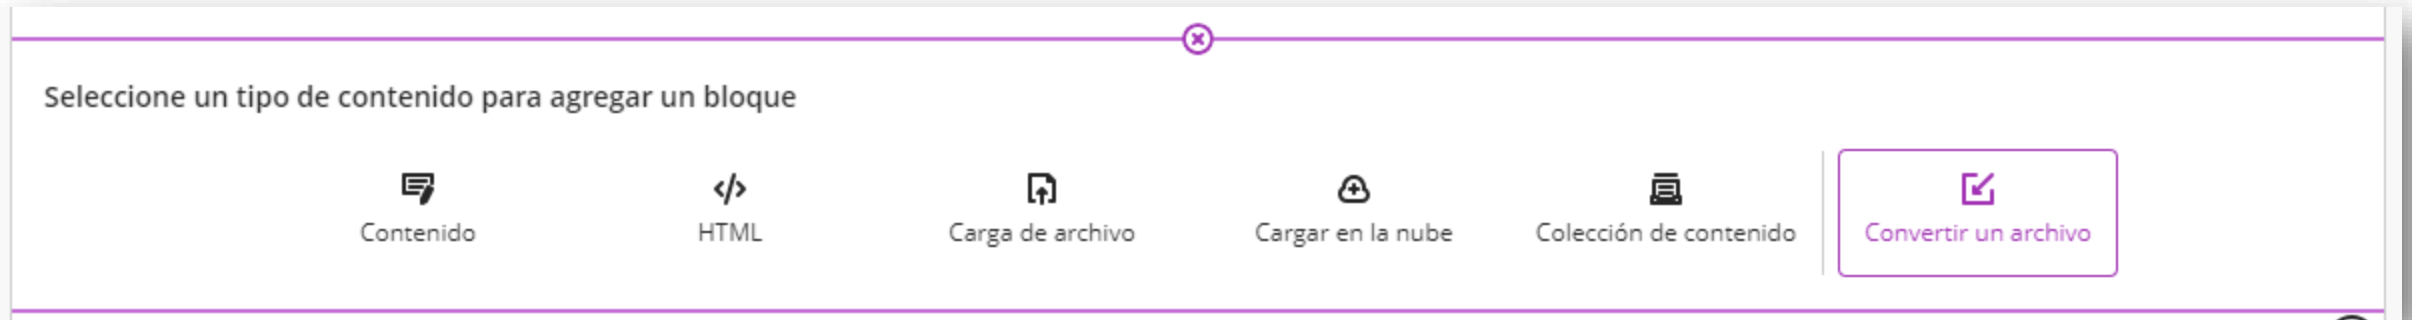 Seleccione un tipo de contenido para agregar un bloque
Contenido
HTML
Carga de archivo
Cargar en la nube
Colección de contenido
Convertir un archivo